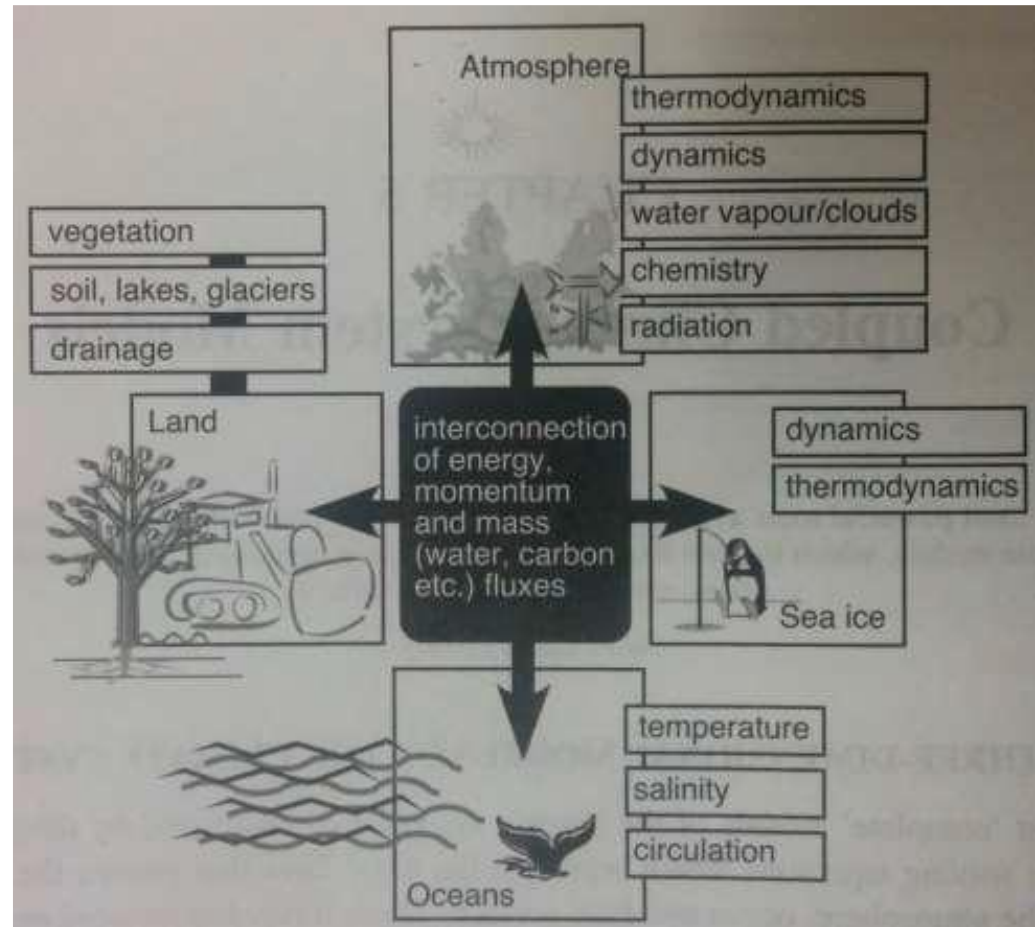 Atmosphere
thermodynamics
dynamics
water vapour/clouds
chemistry
radiation
vegetation
soil, lakes, glaciers
drainage
Land
interconnection
of energy,
momentum
and mass
(water, carbon
etc.) fluxes
dynamics
thermodynamics
Sea ice
temperature
salinity
circulation
Oceans